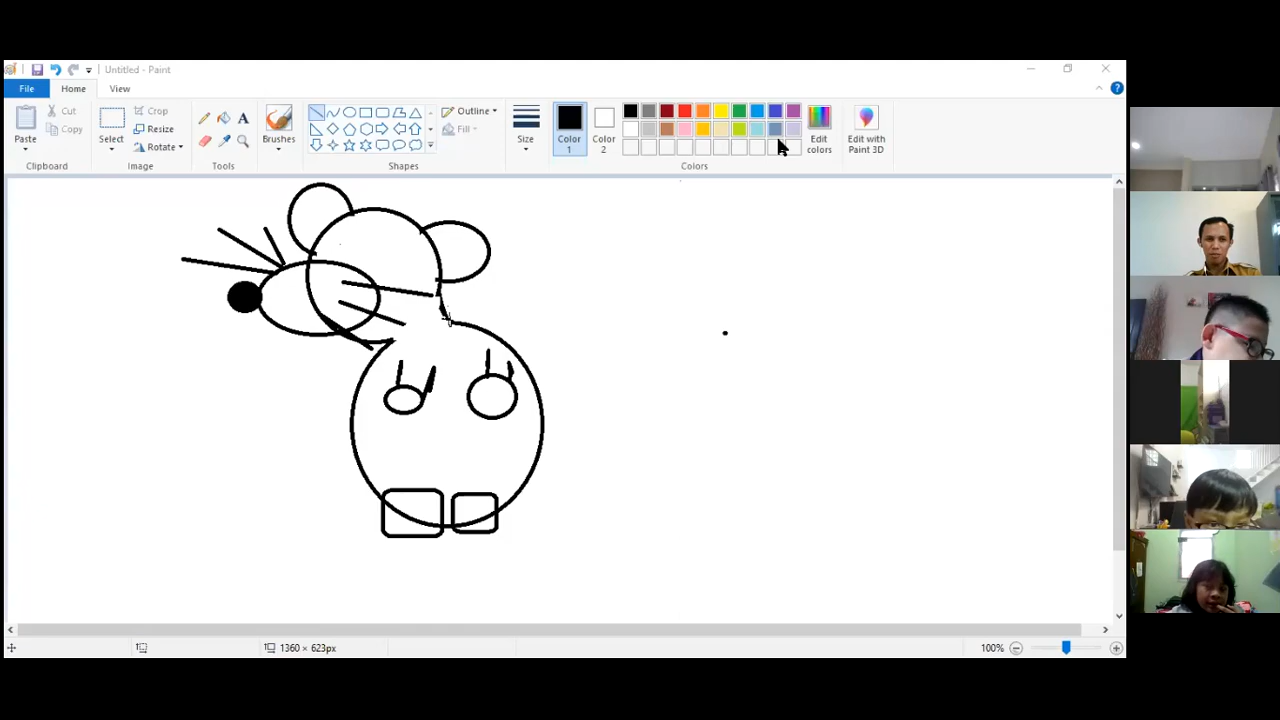 Untitled - Paint
File Home View
Paste
Cut
Copy
Clipboard
Select
Crop
Resize
Rotate
Image
A
Tools
Brushes
Shapes
Outline
Fill
Size
Color 1
Color 2
Colors
Edit colors
Edit with Paint 3D
1360 × 623px
100%